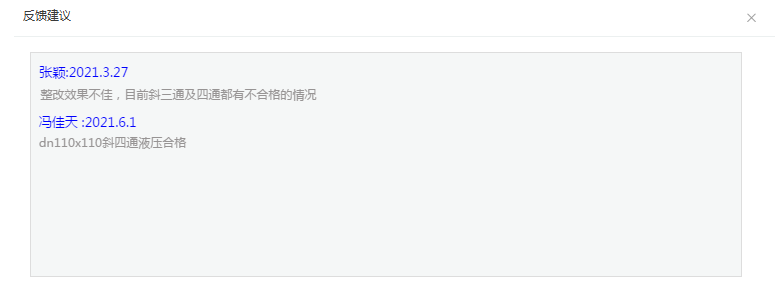 反馈建议
张颖:2021.3.27
整改效果不佳，目前斜三通及四通都有不合格的情况
冯佳天 :2021.6.1
dn110x110斜四通液压合格